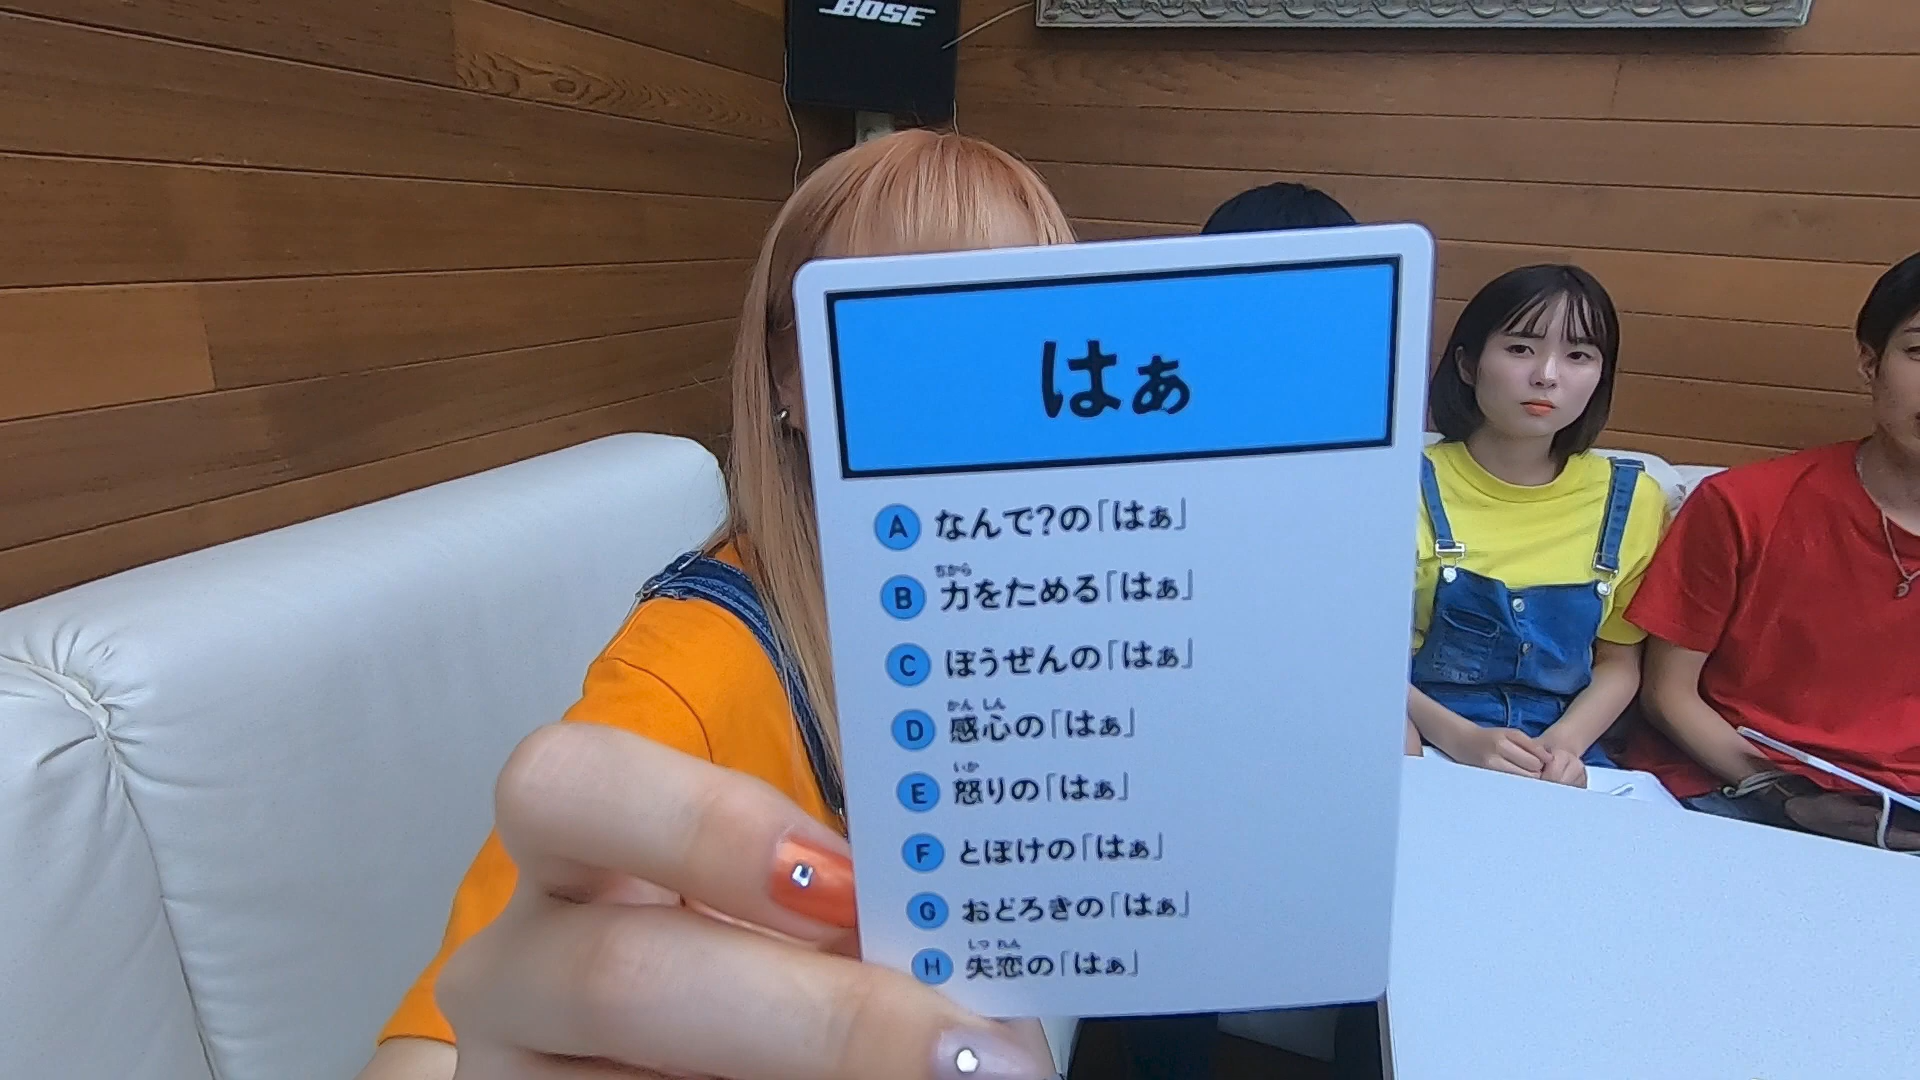 BOSE
はぁ
A なんで?の「はぁ」
ちから
B 力をためる「はぁ」
C ぼうぜんの「はぁ」
かんしん
D 感心の「はぁ」
いか
E 怒りの「はぁ」
F とぼけの「はぁ」
G おどろきの「はぁ」
しつれん
H 失恋の「はぁ」